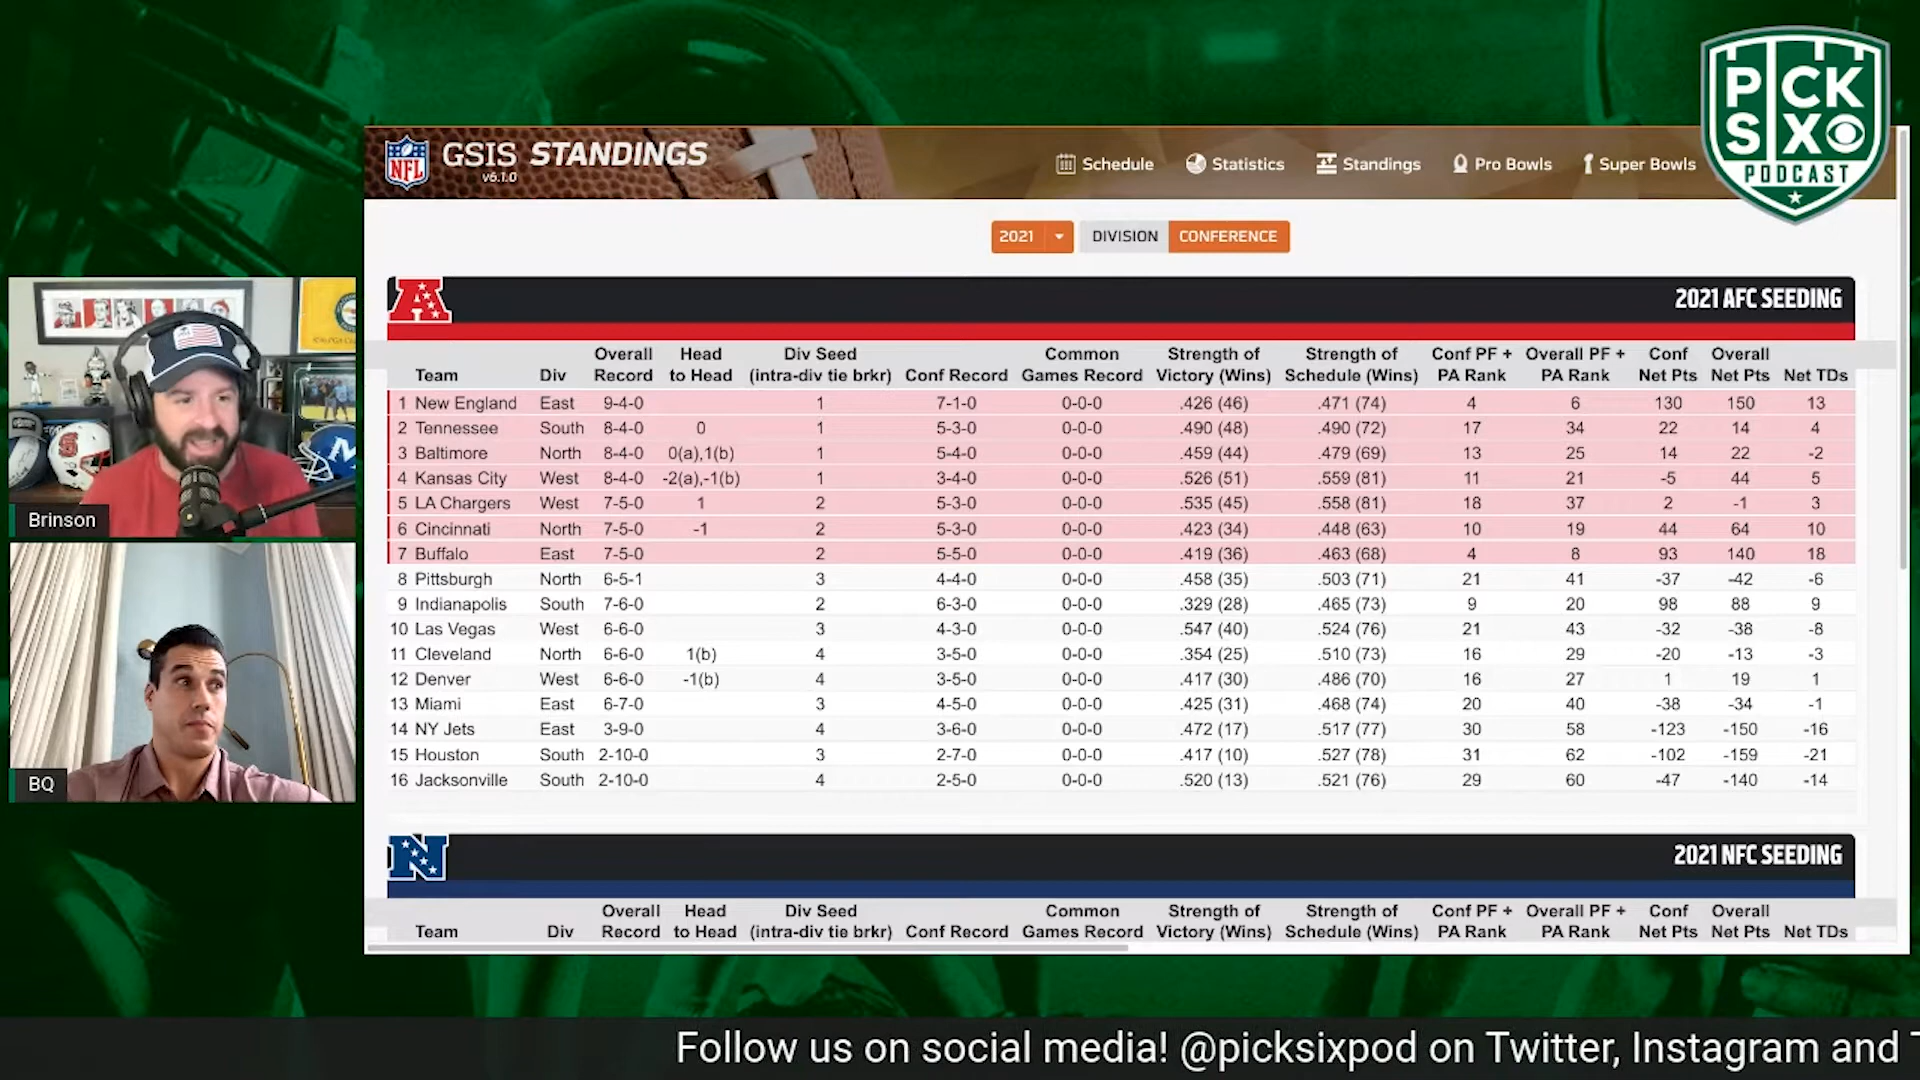 PICK
SIX
PODCAST
NFL
GSIS STANDINGS
v6.1.0
Schedule
Statistics
Standings
Pro Bowls
Super Bowls
2021
DIVISION
CONFERENCE
A
2021 AFC SEEDING
Team Div Overall Record Head to Head Div Seed (intra-div tie brkr) Conf Record Common Games Record Strength of Victory (Wins) Strength of Schedule (Wins) Conf PF + PA Rank Overall PF + PA Rank Conf Net Pts Overall Net Pts Net TDs
1 New England East 9-4-0 1 7-1-0 0-0-0 .426 (46) .471 (74) 4 6 130 150 13
2 Tennessee South 8-4-0 0 1 5-3-0 0-0-0 .490 (48) .490 (72) 17 34 22 14 4
3 Baltimore North 8-4-0 0(a),1(b) 1 5-4-0 0-0-0 .459 (44) .479 (69) 13 25 14 22 -2
4 Kansas City West 8-4-0 -2(a),-1(b) 1 3-4-0 0-0-0 .526 (51) .559 (81) 11 21 -5 44 5
5 LA Chargers West 7-5-0 1 2 5-3-0 0-0-0 .535 (45) .558 (81) 18 37 2 -1 3
6 Cincinnati North 7-5-0 -1 2 5-3-0 0-0-0 .423 (34) .448 (63) 10 19 44 64 10
7 Buffalo East 7-5-0 2 5-5-0 0-0-0 .419 (36) .463 (68) 4 8 93 140 18
8 Pittsburgh North 6-5-1 3 4-4-0 0-0-0 .458 (35) .503 (71) 21 41 -37 -42 -6
9 Indianapolis South 7-6-0 2 6-3-0 0-0-0 .329 (28) .465 (73) 9 20 98 88 9
10 Las Vegas West 6-6-0 3 4-3-0 0-0-0 .547 (40) .524 (76) 21 43 -32 -38 -8
11 Cleveland North 6-6-0 1(b) 4 3-5-0 0-0-0 .354 (25) .510 (73) 16 29 -20 -13 -3
12 Denver West 6-6-0 -1(b) 4 3-5-0 0-0-0 .417 (30) .486 (70) 16 27 1 19 1
13 Miami East 6-7-0 3 4-5-0 0-0-0 .425 (31) .468 (74) 20 40 -38 -34 -1
14 NY Jets East 3-9-0 4 3-6-0 0-0-0 .472 (17) .517 (77) 30 58 -123 -150 -16
15 Houston South 2-10-0 3 2-7-0 0-0-0 .417 (10) .527 (78) 31 62 -102 -159 -21
16 Jacksonville South 2-10-0 4 2-5-0 0-0-0 .520 (13) .521 (76) 29 60 -47 -140 -14
N
2021 NFC SEEDING
Team Div Overall Record Head to Head Div Seed (intra-div tie brkr) Conf Record Common Games Record Strength of Victory (Wins) Strength of Schedule (Wins) Conf PF + PA Rank Overall PF + PA Rank Conf Net Pts Overall Net Pts Net TDs
Brinson
BQ
Follow us on social media! @picksixpod on Twitter, Instagram and